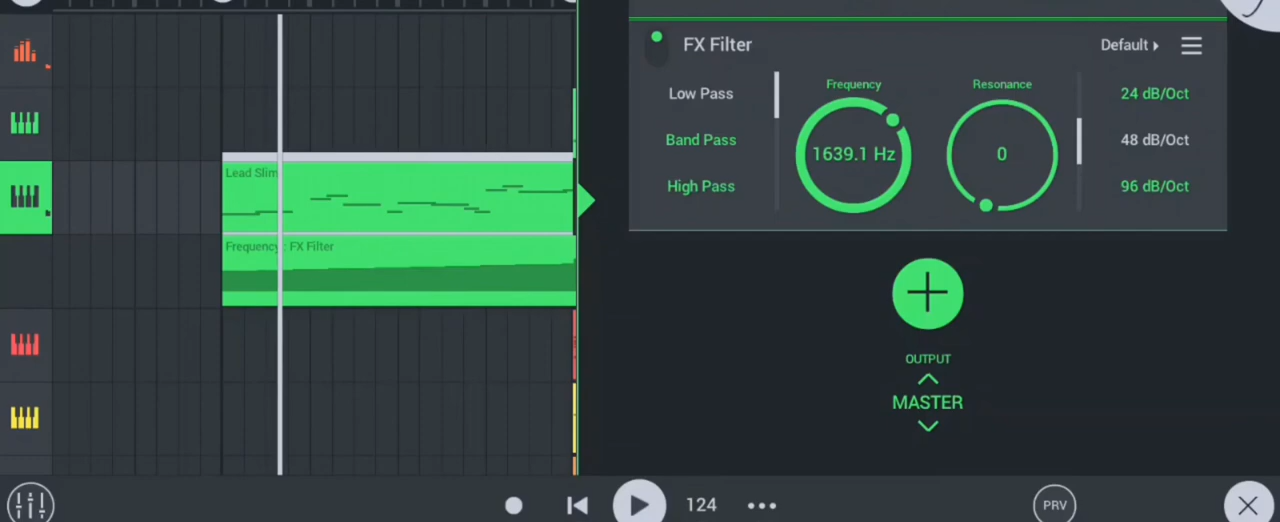 FX Filter
Default
Low Pass
Band Pass
High Pass
Frequency
1639.1 Hz
Resonance
0
24 dB/Oct
48 dB/Oct
96 dB/Oct
Lead Slim
Frequency : FX Filter
OUTPUT
MASTER
124
PRV